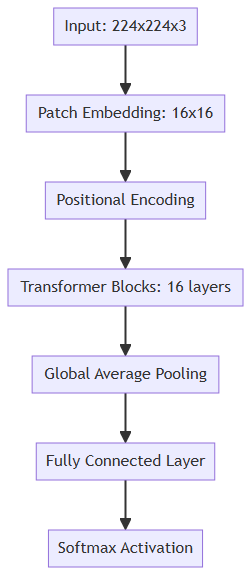 Input: 224x224x3
Patch Embedding: 16x16
Positional Encoding
Transformer Blocks: 16 layers
Global Average Pooling
Fully Connected Layer
Softmax Activation